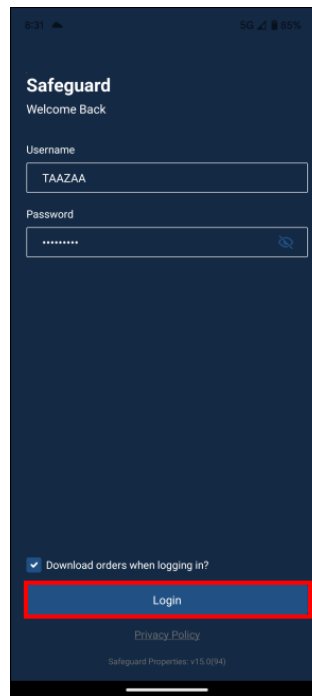 8:31
5G 85%
Safeguard
Welcome Back
Username
TAAZAA
Password
•••••••••
Download orders when logging in?
Login
Privacy Policy
Safeguard Properties: v15.0(94)